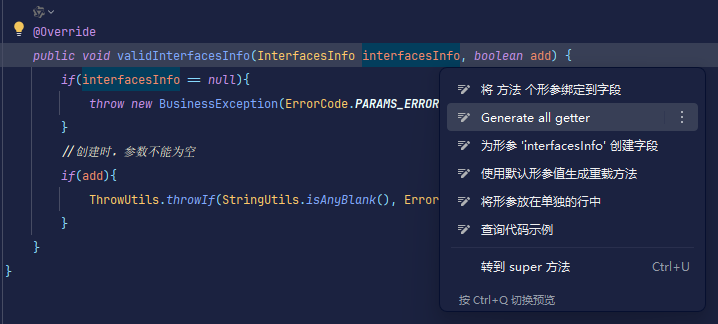 @Override
public void validInterfacesInfo(InterfacesInfo interfacesInfo, boolean add) {
if(interfacesInfo == null){
throw new BusinessException(ErrorCode.PARAMS_ERROR
}
//创建时，参数不能为空
if(add){
ThrowUtils.throwIf(StringUtils.isAnyBlank(), Error
}
}
}
将 方法 个形参绑定到字段
Generate all getter
为形参 'interfacesInfo' 创建字段
使用默认形参值生成重载方法
将形参放在单独的行中
查询代码示例
转到 super 方法 Ctrl+U
按 Ctrl+Q 切换预览